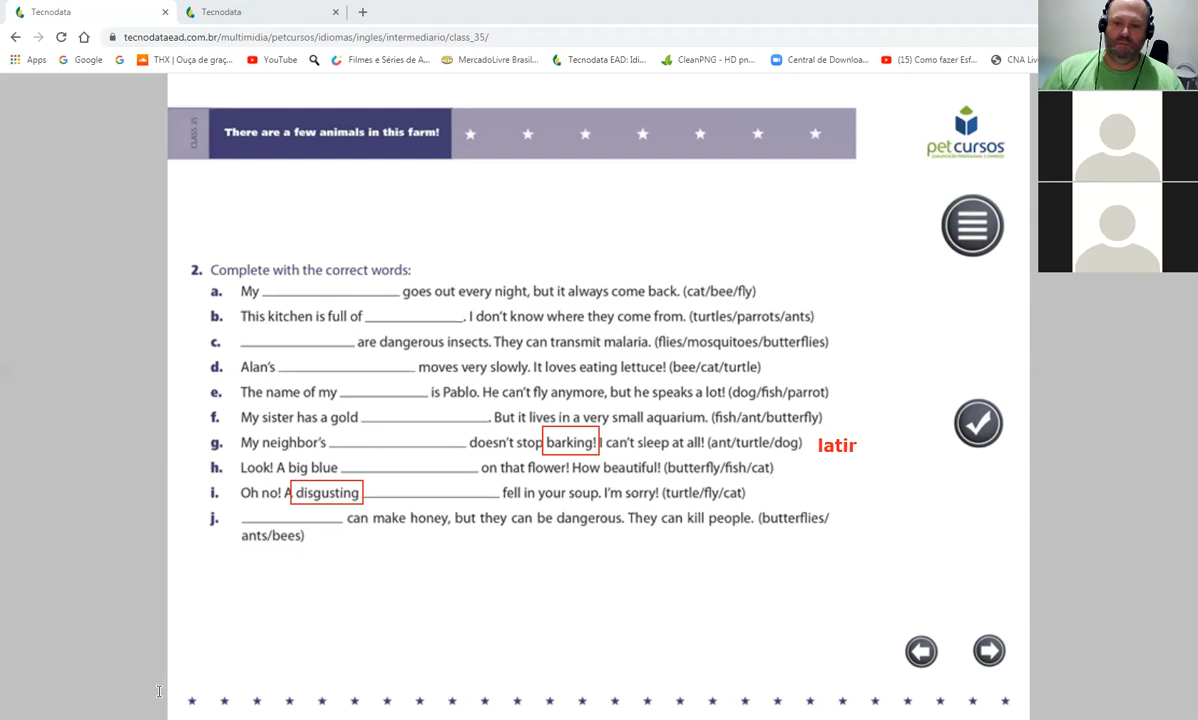 Tecnodata
Tecnodata
tecnodataead.com.br/multimidia/petcursos/idiomas/ingles/intermediario/class_35/
Apps Google THX | Ouça de graç... YouTube Filmes e Séries de A... MercadoLivre Brasil... Tecnodata EAD: Idi... CleanPNG - HD pn... Central de Downloa... (15) Como fazer Esf... CNA Liv
CLASS 35
There are a few animals in this farm!
petcursos
2. Complete with the correct words:
a. My ____________ goes out every night, but it always come back. (cat/bee/fly)
b. This kitchen is full of ____________. I don't know where they come from. (turtles/parrots/ants)
c. ____________ are dangerous insects. They can transmit malaria. (flies/mosquitoes/butterflies)
d. Alan's ____________ moves very slowly. It loves eating lettuce! (bee/cat/turtle)
e. The name of my ____________ is Pablo. He can't fly anymore, but he speaks a lot! (dog/fish/parrot)
f. My sister has a gold ____________. But it lives in a very small aquarium. (fish/ant/butterfly)
g. My neighbor's ____________ doesn't stop barking! I can't sleep at all! (ant/turtle/dog) latir
h. Look! A big blue ____________ on that flower! How beautiful! (butterfly/fish/cat)
i. Oh no! A disgusting ____________ fell in your soup. I'm sorry! (turtle/fly/cat)
j. ____________ can make honey, but they can be dangerous. They can kill people. (butterflies/
ants/bees)